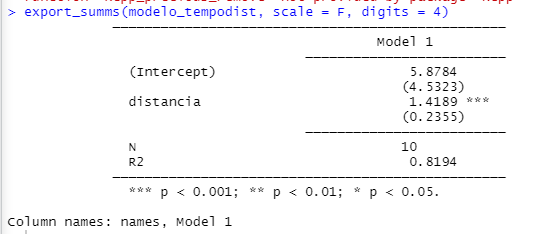 > export_summs(modelo_tempodist, scale = F, digits = 4)
Model 1
(Intercept) 5.8784
(4.5323)
distancia 1.4189 ***
(0.2355)
N 10
R2 0.8194
*** p < 0.001; ** p < 0.01; * p < 0.05.
Column names: names, Model 1